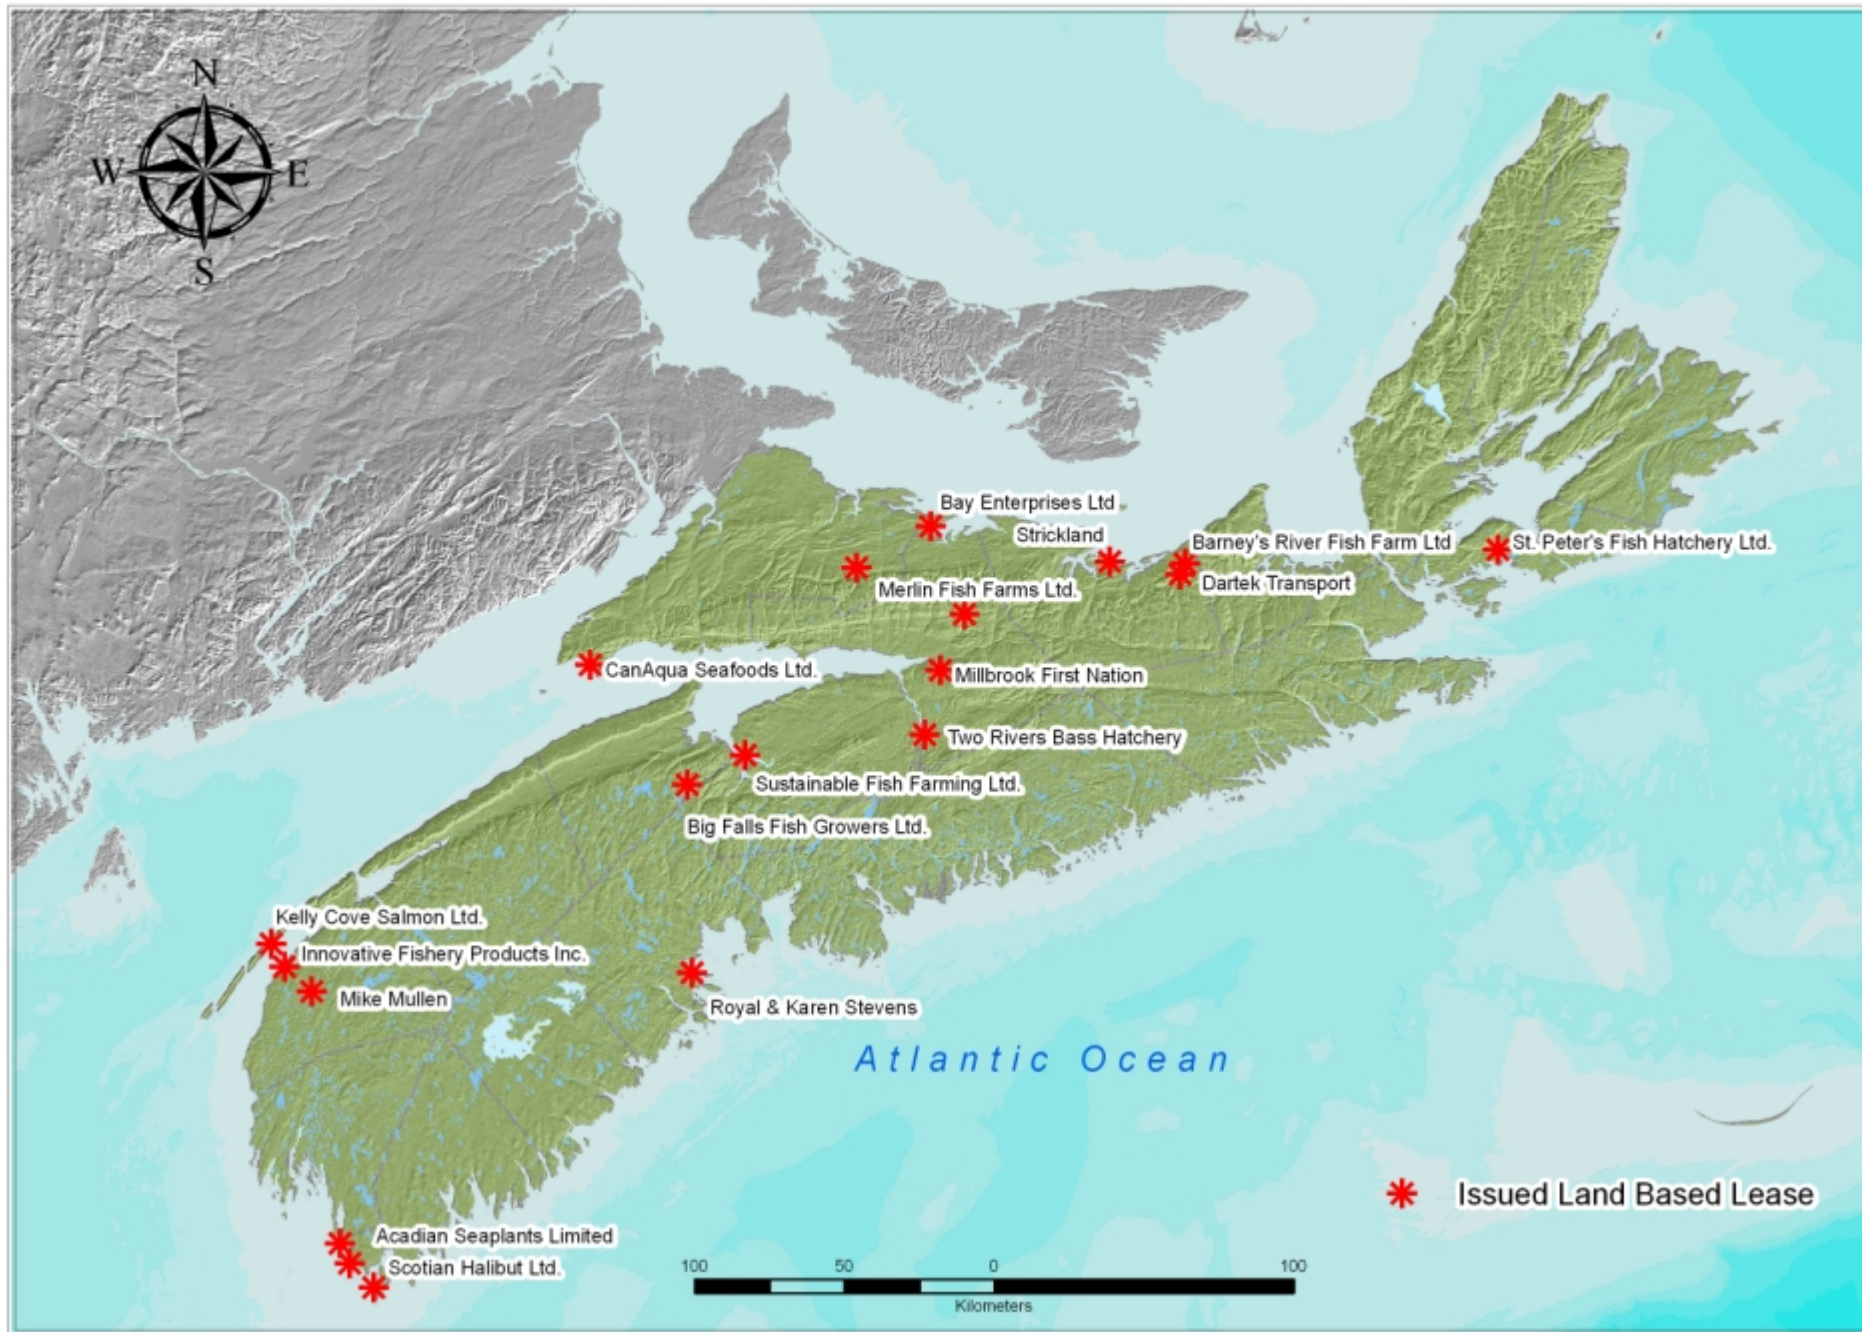 N
W E
S
Bay Enterprises Ltd
Strickland
Barney's River Fish Farm Ltd
St. Peter's Fish Hatchery Ltd.
Dartek Transport
Merlin Fish Farms Ltd.
CanAqua Seafoods Ltd.
Millbrook First Nation
Two Rivers Bass Hatchery
Sustainable Fish Farming Ltd.
Big Falls Fish Growers Ltd.
Kelly Cove Salmon Ltd.
Innovative Fishery Products Inc.
Mike Mullen
Royal & Karen Stevens
Atlantic Ocean
Issued Land Based Lease
Acadian Seaplants Limited
Scotian Halibut Ltd.
100 50 0 100
Kilometers